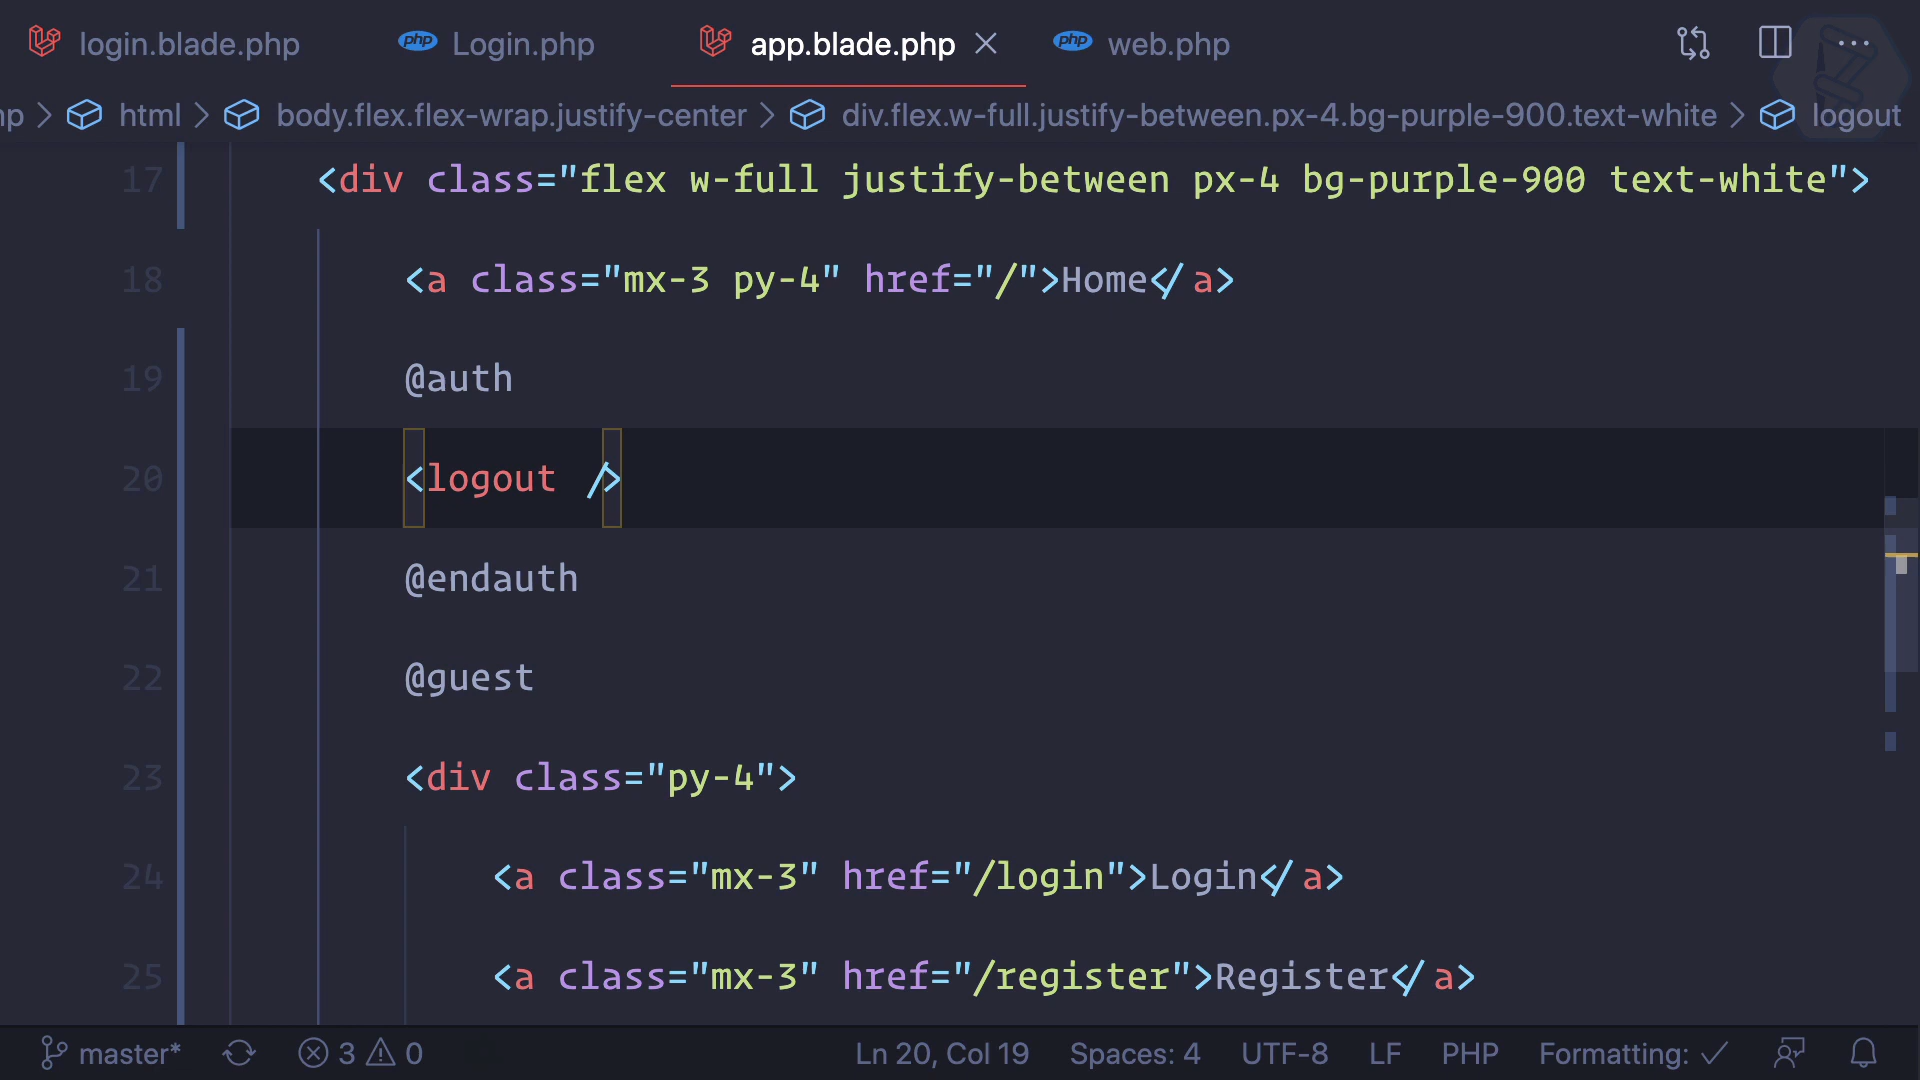 login.blade.php
php Login.php
app.blade.php
php web.php
html body.flex.flex-wrap.justify-center div.flex.w-full.justify-between.px-4.bg-purple-900.text-white logout
17 <div class="flex w-full justify-between px-4 bg-purple-900 text-white">
18 <a class="mx-3 py-4" href="/">Home</a>
19 @auth
20 <logout />
21 @endauth
22 @guest
23 <div class="py-4">
24 <a class="mx-3" href="/login">Login</a>
25 <a class="mx-3" href="/register">Register</a>
master* 3 0 Ln 20, Col 19 Spaces: 4 UTF-8 LF PHP Formatting: ✓